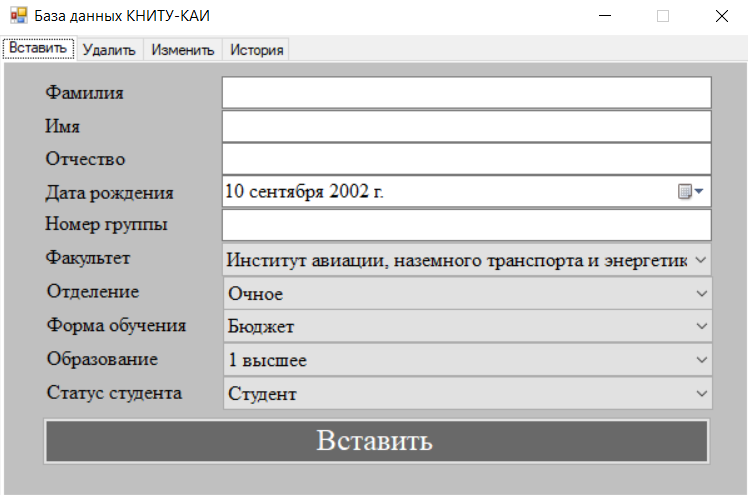 База данных КНИТУ-КАИ
Вставить Удалить Изменить История
Фамилия
Имя
Отчество
Дата рождения 10 сентября 2002 г.
Номер группы
Факультет Институт авиации, наземного транспорта и энергетик
Отделение Очное
Форма обучения Бюджет
Образование 1 высшее
Статус студента Студент
Вставить